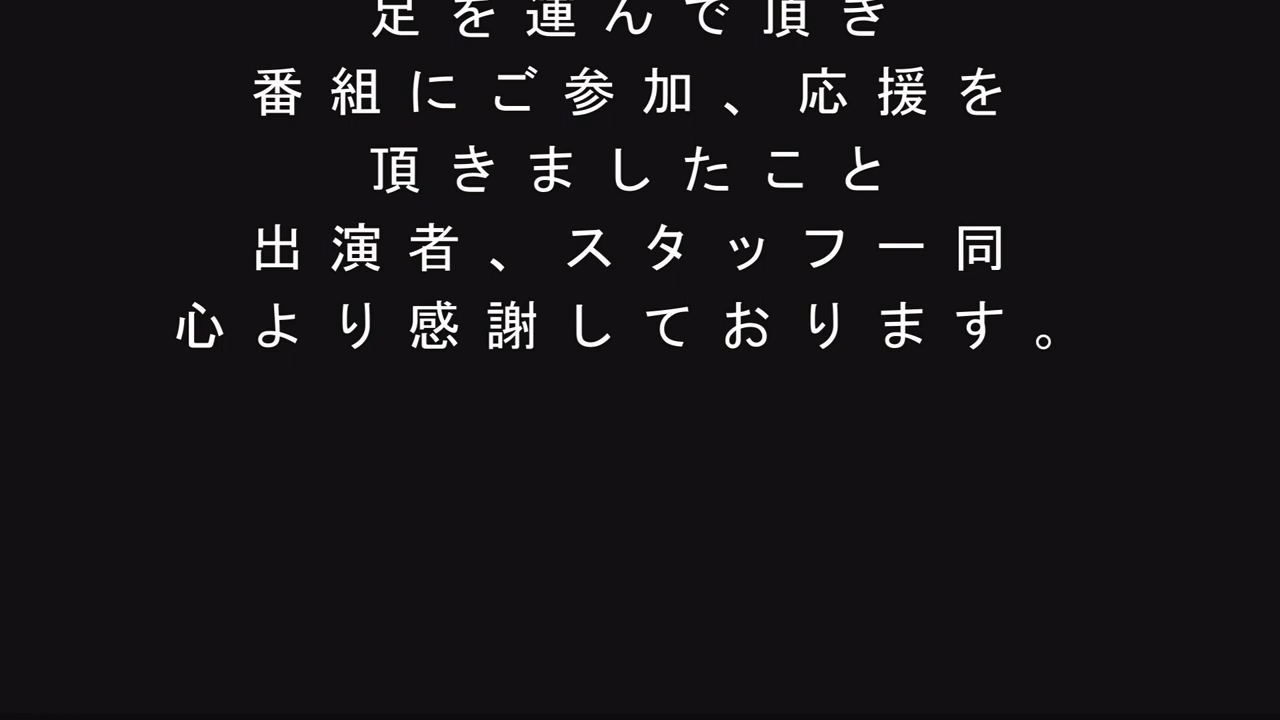 足を運んで頂き
番組にご参加、応援を
頂きましたこと
出演者、スタッフ一同
心より感謝しております。